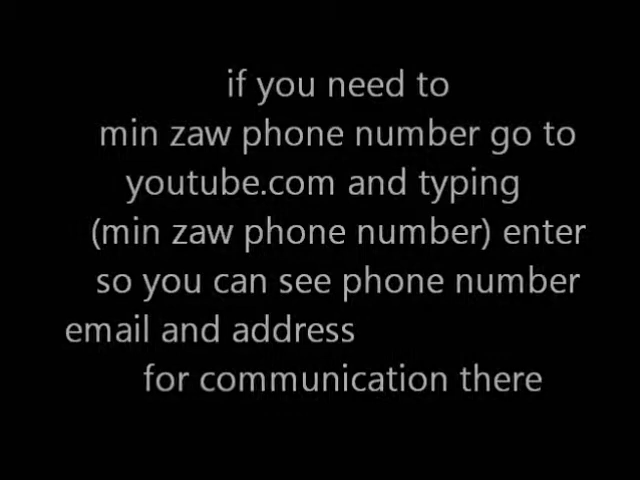 if you need to
min zaw phone number go to
youtube.com and typing
(min zaw phone number) enter
so you can see phone number
email and address
for communication there